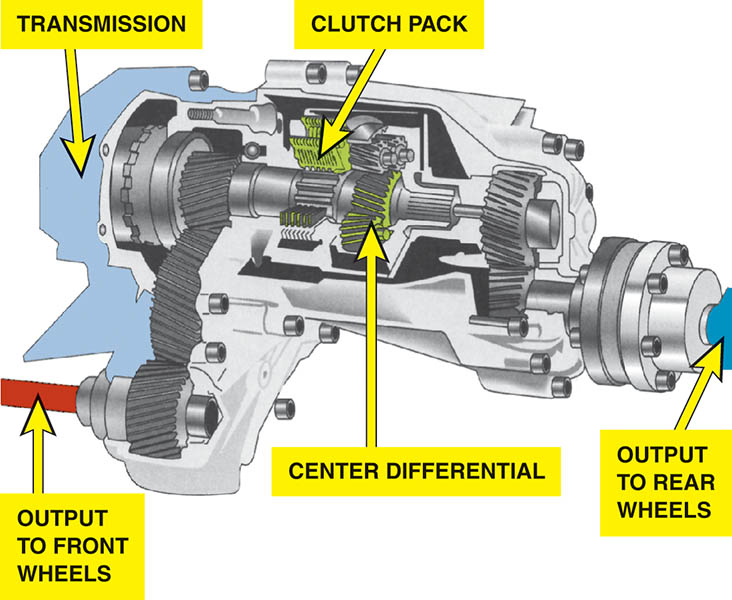 TRANSMISSION
CLUTCH PACK
CENTER DIFFERENTIAL
OUTPUT
TO REAR
WHEELS
OUTPUT
TO FRONT
WHEELS